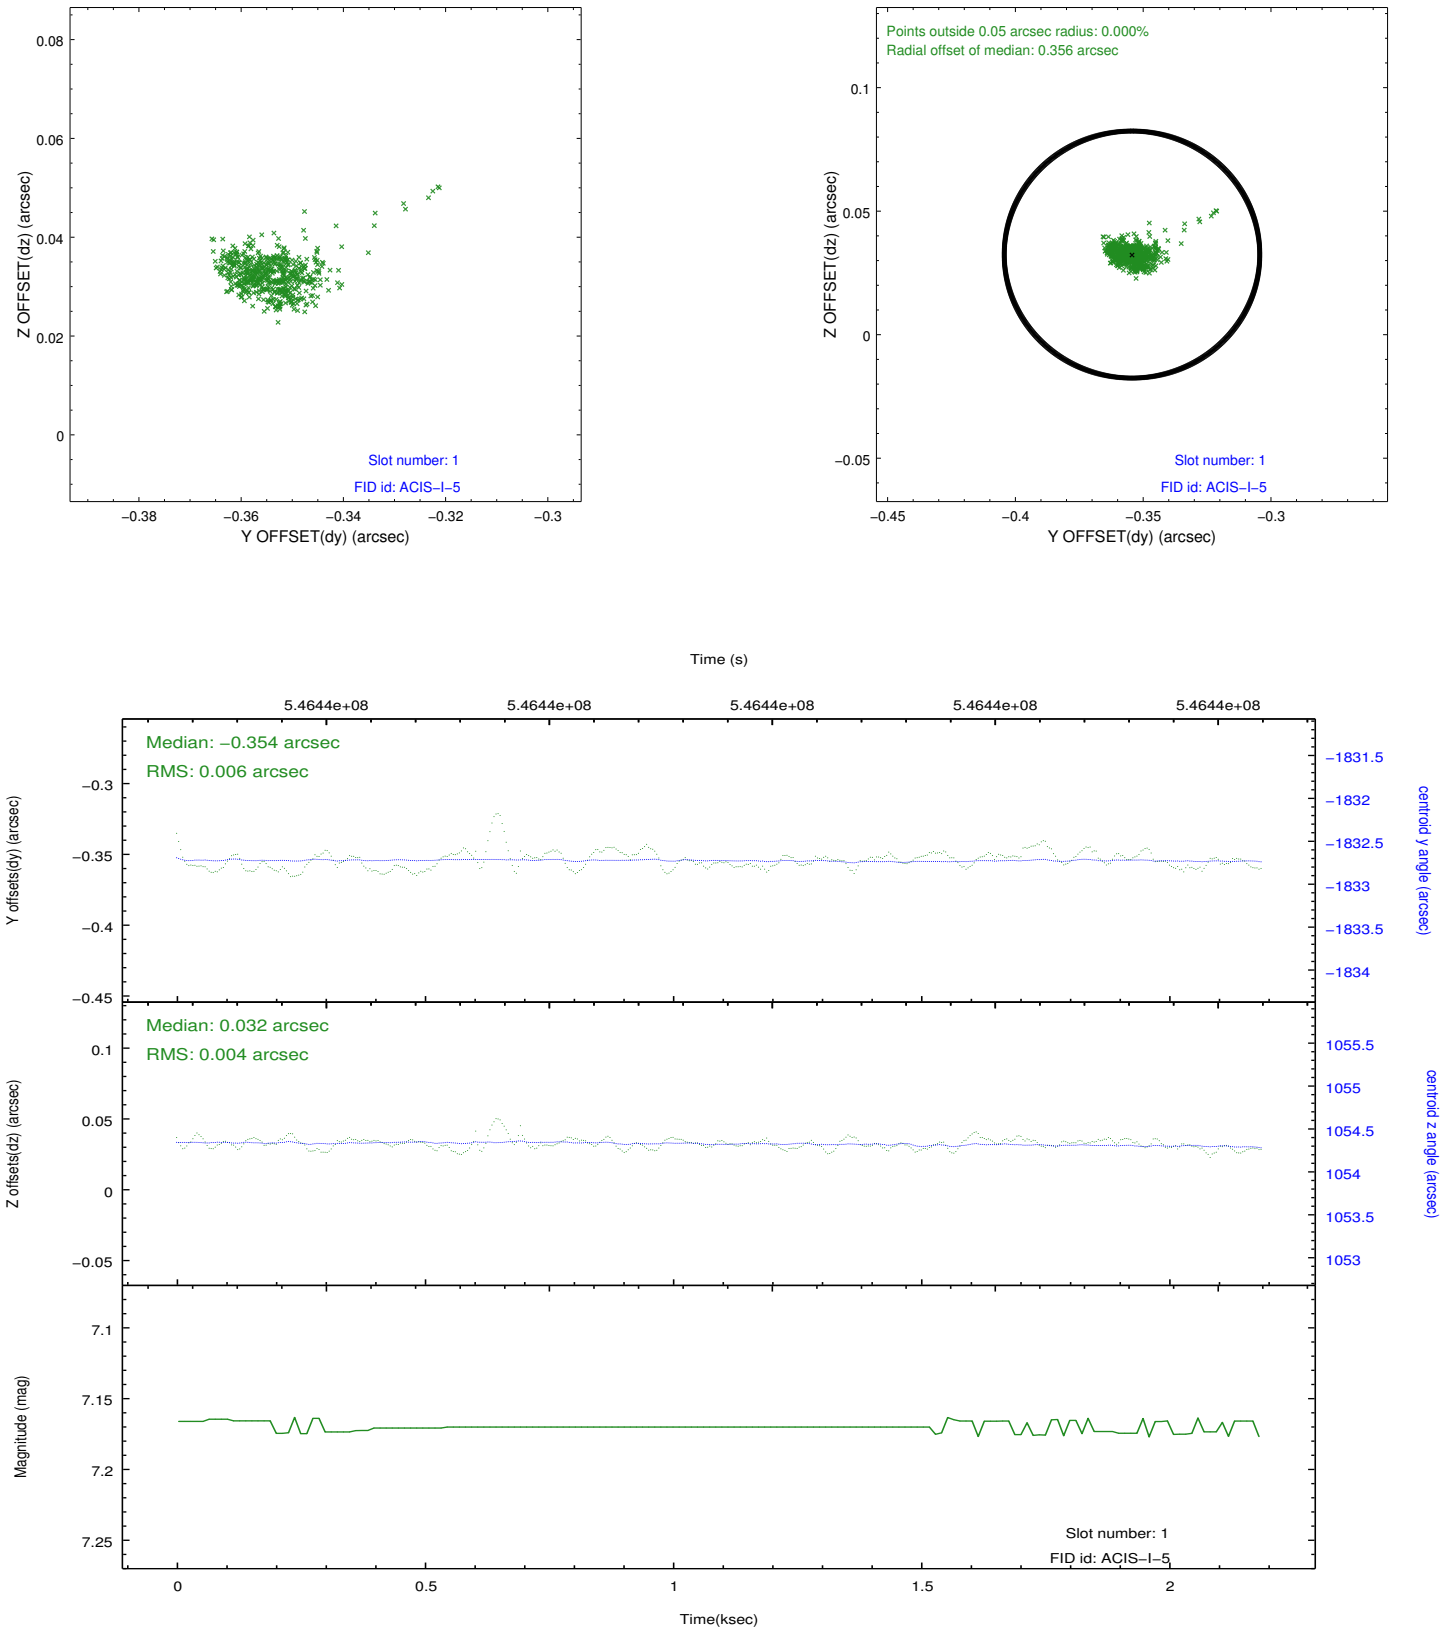 0.08
0.06
0.04
0.02
0
Z OFFSET(dz) (arcsec)
Slot number: 1
FID id: ACIS−I−5
−0.38 −0.36 −0.34 −0.32 −0.3
Y OFFSET(dy) (arcsec)
Points outside 0.05 arcsec radius: 0.000%
Radial offset of median: 0.356 arcsec
0.1
0.05
0
−0.05
Z OFFSET(dz) (arcsec)
Slot number: 1
FID id: ACIS−I−5
−0.45 −0.4 −0.35 −0.3
Y OFFSET(dy) (arcsec)
Time (s)
5.4644e+08 5.4644e+08 5.4644e+08 5.4644e+08 5.4644e+08
Median: −0.354 arcsec
RMS: 0.006 arcsec
−0.3
−0.35
−0.4
−0.45
Y offsets(dy) (arcsec)
−1831.5
−1832
−1832.5
−1833
−1833.5
−1834
centroid y angle (arcsec)
Median: 0.032 arcsec
RMS: 0.004 arcsec
0.1
0.05
0
−0.05
Z offsets(dz) (arcsec)
1055.5
1055
1054.5
1054
1053.5
1053
centroid z angle (arcsec)
7.1
7.15
7.2
7.25
Magnitude (mag)
Slot number: 1
FID id: ACIS−I−5
0 0.5 1 1.5 2
Time(ksec)